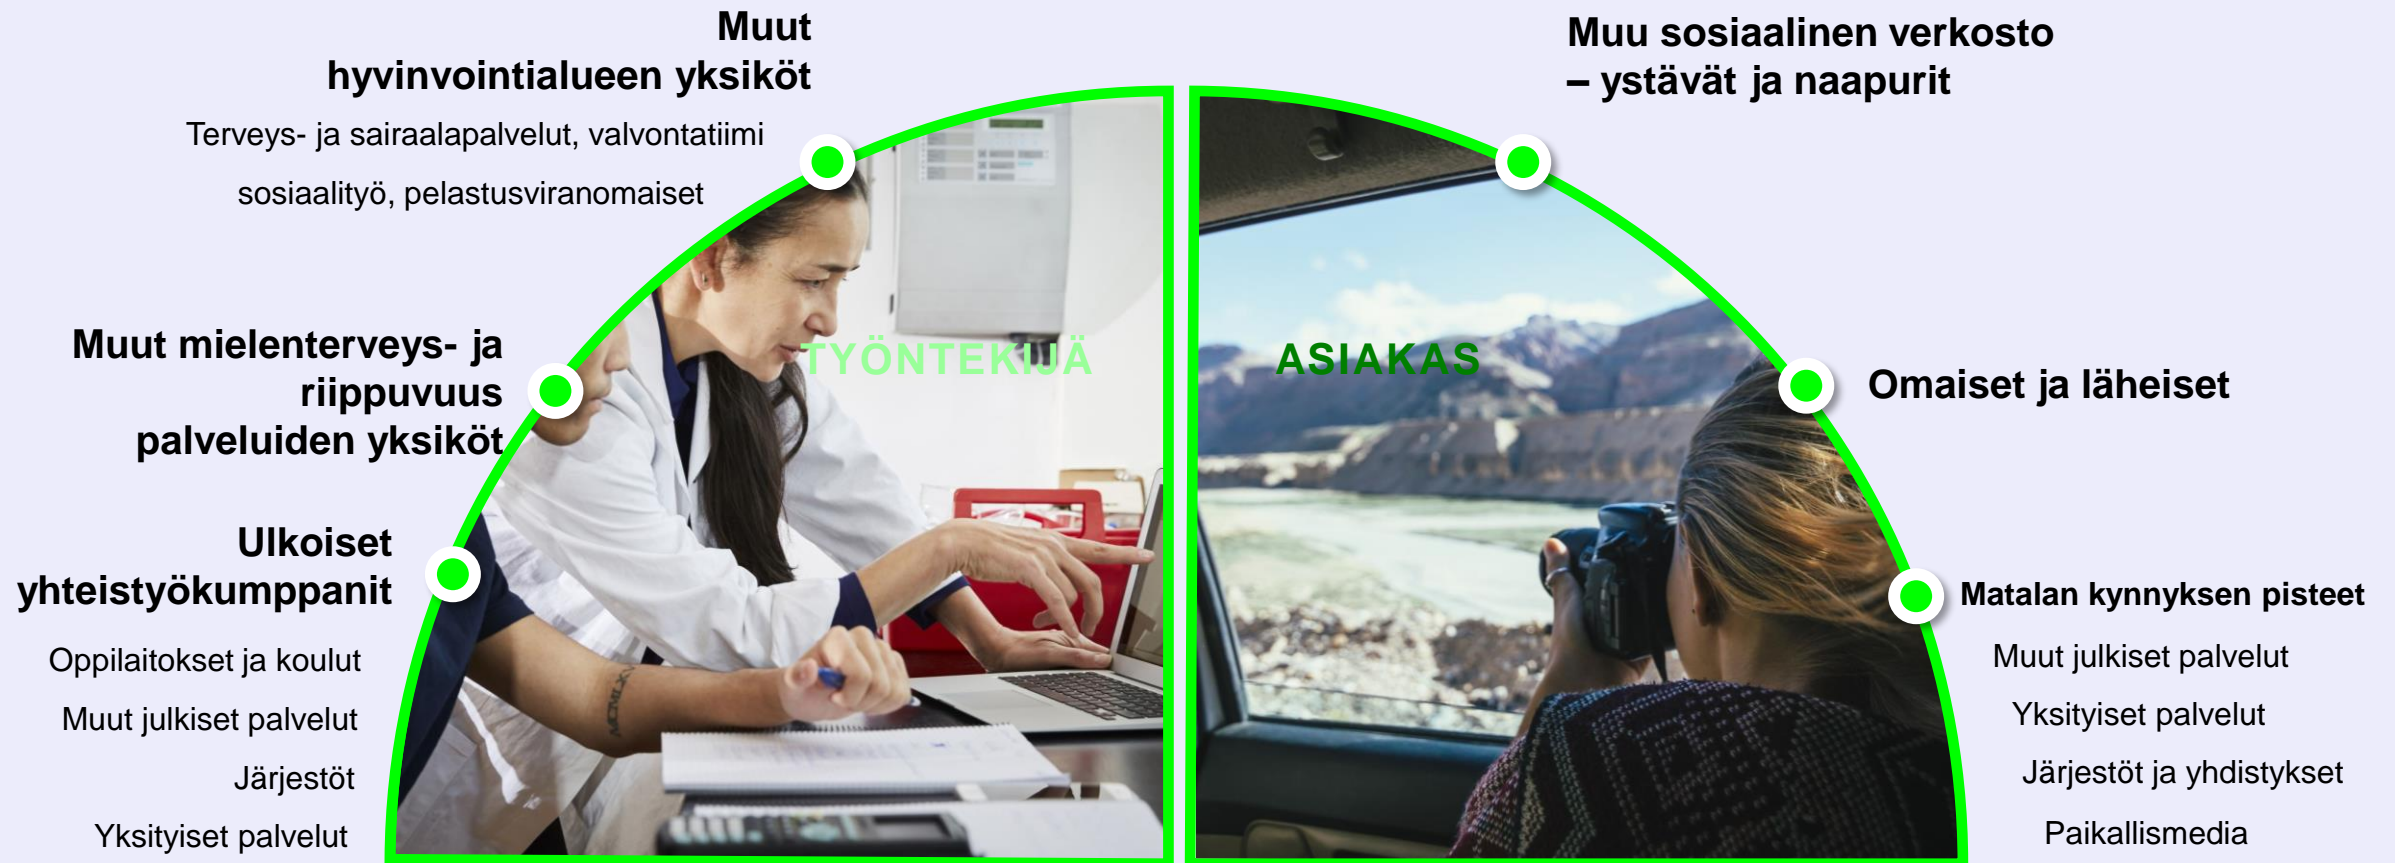 Muut
hyvinvointialueen yksiköt
Terveys- ja sairaalapalvelut, valvontatiimi
sosiaalityö, pelastusviranomaiset
Muut mielenterveys- ja
riippuvuus
palveluiden yksiköt
Ulkoiset
yhteistyökumppanit
Oppilaitokset ja koulut
Muut julkiset palvelut
Järjestöt
Yksityiset palvelut
TYÖNTEKIJÄ
ASIAKAS
Muu sosiaalinen verkosto
– ystävät ja naapurit
Omaiset ja läheiset
Matalan kynnyksen pisteet
Muut julkiset palvelut
Yksityiset palvelut
Järjestöt ja yhdistykset
Paikallismedia